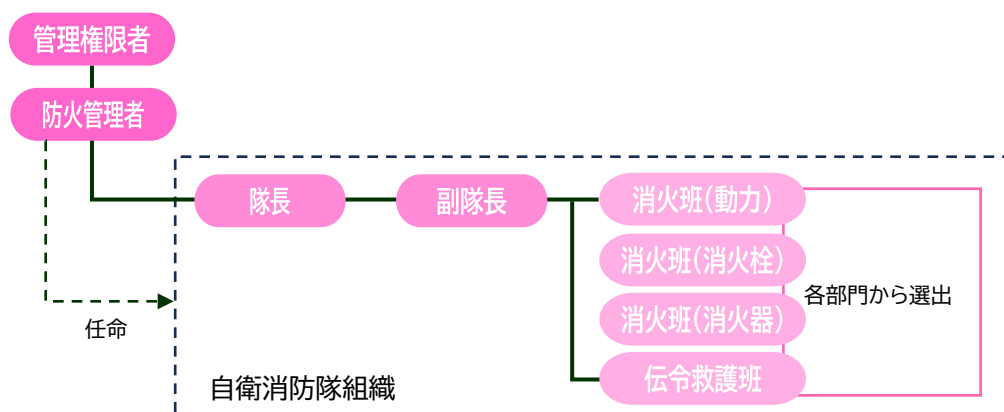 管理権限者
防火管理者
隊長
副隊長
消火班(動力)
消火班(消火栓)
消火班(消火器)
伝令救護班
各部門から選出
任命
自衛消防隊組織